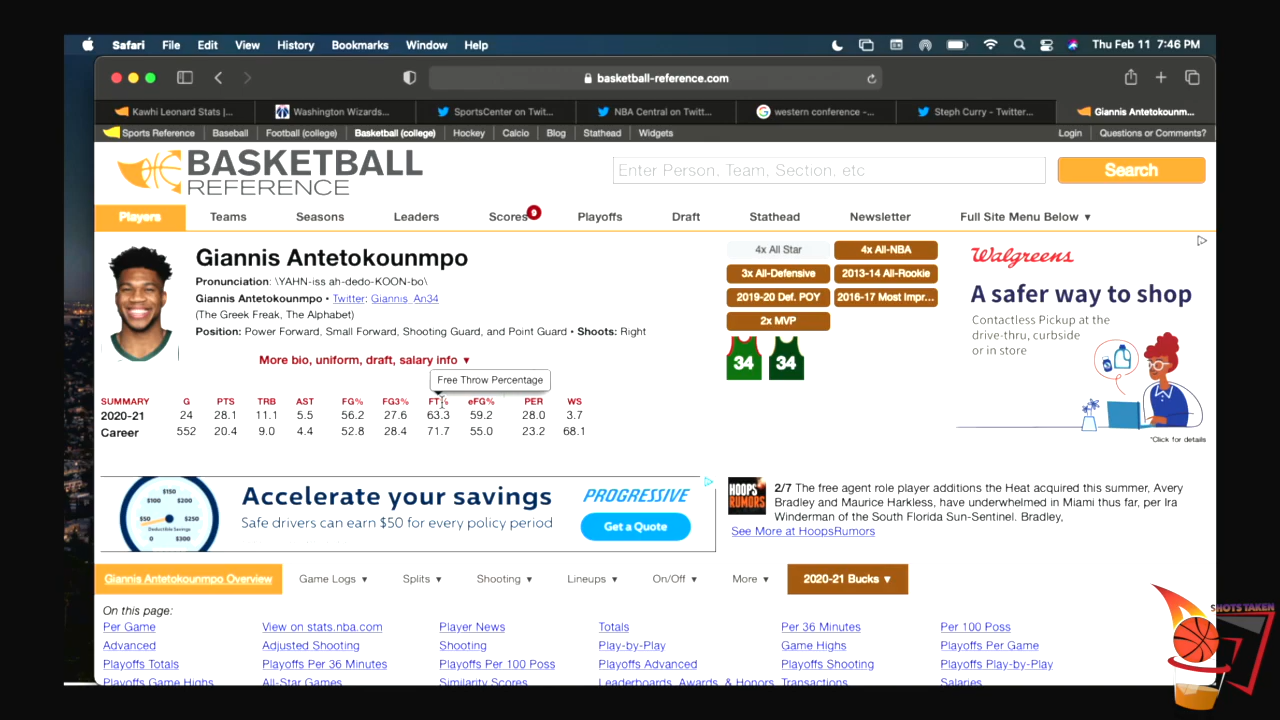 Safari File Edit View History Bookmarks Window Help Thu Feb 11 7:46 PM
basketball-reference.com
Kawhi Leonard Stats |... Washington Wizards... SportsCenter on Twit... NBA Central on Twitt... western conference -... Steph Curry - Twitter... Giannis Antetokounm...
Sports Reference Baseball Football (college) Basketball (college) Hockey Calcio Blog Stathead Widgets Login Questions or Comments?
BASKETBALL
REFERENCE
Enter Person, Team, Section, etc
Search
Players Teams Seasons Leaders Scores 9 Playoffs Draft Stathead Newsletter Full Site Menu Below ▼
Giannis Antetokounmpo
Pronunciation: \YAHN-iss ah-dedo-KOON-bo\
Giannis Antetokounmpo • Twitter: Giannis_An34
(The Greek Freak, The Alphabet)
Position: Power Forward, Small Forward, Shooting Guard, and Point Guard • Shoots: Right
More bio, uniform, draft, salary info ▼
4x All Star 4x All-NBA
3x All-Defensive 2013-14 All-Rookie
2019-20 Def. POY 2016-17 Most Impr...
2x MVP
34 34
Walgreens
A safer way to shop
Contactless Pickup at the
drive-thru, curbside
or in store
*Click for details
Free Throw Percentage
SUMMARY G PTS TRB AST FG% FG3% FT% eFG% PER WS
2020-21 24 28.1 11.1 5.5 56.2 27.6 63.3 59.2 28.0 3.7
Career 552 20.4 9.0 4.4 52.8 28.4 71.7 55.0 23.2 68.1
$150
$100 $200
$50 $250
Deductible Savings
0 $300
Accelerate your savings
Safe drivers can earn $50 for every policy period
PROGRESSIVE
Get a Quote
HOOPS
RUMORS
2/7 The free agent role player additions the Heat acquired this summer, Avery
Bradley and Maurice Harkless, have underwhelmed in Miami thus far, per Ira
Winderman of the South Florida Sun-Sentinel. Bradley,
See More at HoopsRumors
Giannis Antetokounmpo Overview Game Logs ▼ Splits ▼ Shooting ▼ Lineups ▼ On/Off ▼ More ▼ 2020-21 Bucks ▼
On this page:
Per Game View on stats.nba.com Player News Totals Per 36 Minutes Per 100 Poss
Advanced Adjusted Shooting Shooting Play-by-Play Game Highs Playoffs Per Game
Playoffs Totals Playoffs Per 36 Minutes Playoffs Per 100 Poss Playoffs Advanced Playoffs Shooting Playoffs Play-by-Play
Playoffs Game Highs All-Star Games Similarity Scores Leaderboards, Awards, & Honors Transactions Salaries
SHOTS TAKEN